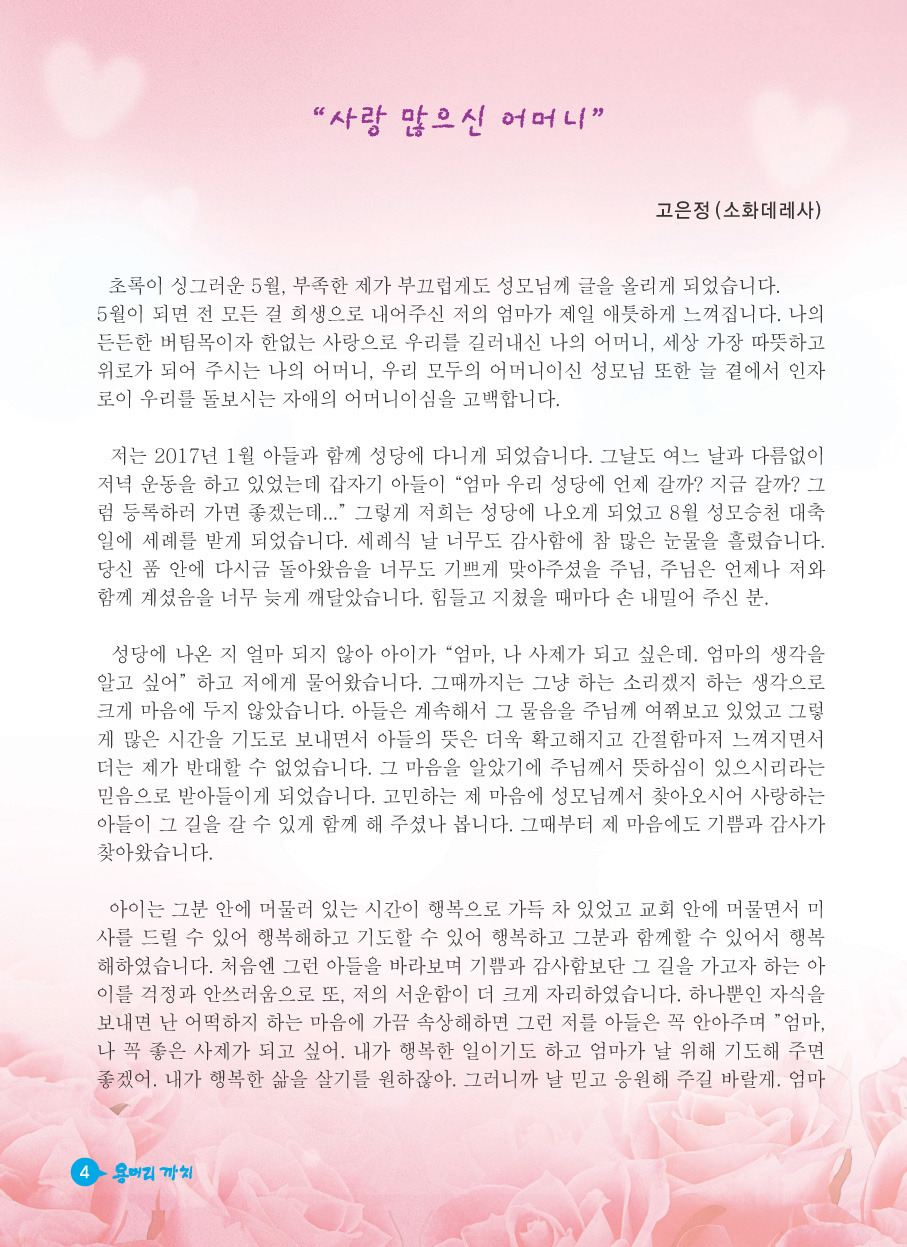 “사랑 많으신 어머니”
고은정(소화데레사)
초록이 싱그러운 5월, 부족한 제가 부끄럽게도 성모님께 글을 올리게 되었습니다.
5월이 되면 전 모든 걸 희생으로 내어주신 저의 엄마가 제일 애틋하게 느껴집니다. 나의
든든한 버팀목이자 한없는 사랑으로 우리를 길러내신 나의 어머니, 세상 가장 따뜻하고
위로가 되어 주시는 나의 어머니, 우리 모두의 어머니이신 성모님 또한 늘 곁에서 인자
로이 우리를 돌보시는 자애의 어머니이심을 고백합니다.
저는 2017년 1월 아들과 함께 성당에 다니게 되었습니다. 그날도 여느 날과 다름없이
저녁 운동을 하고 있었는데 갑자기 아들이 “엄마 우리 성당에 언제 갈까? 지금 갈까? 그
럼 등록하러 가면 좋겠는데...” 그렇게 저희는 성당에 나오게 되었고 8월 성모승천 대축
일에 세례를 받게 되었습니다. 세례식 날 너무도 감사함에 참 많은 눈물을 흘렸습니다.
당신 품 안에 다시금 돌아왔음을 너무도 기쁘게 맞아주셨을 주님, 주님은 언제나 저와
함께 계셨음을 너무 늦게 깨달았습니다. 힘들고 지쳤을 때마다 손 내밀어 주신 분.
성당에 나온 지 얼마 되지 않아 아이가 “엄마, 나 사제가 되고 싶은데. 엄마의 생각을
알고 싶어” 하고 저에게 물어왔습니다. 그때까지는 그냥 하는 소리겠지 하는 생각으로
크게 마음에 두지 않았습니다. 아들은 계속해서 그 물음을 주님께 여쭤보고 있었고 그렇
게 많은 시간을 기도로 보내면서 아들의 뜻은 더욱 확고해지고 간절함마저 느껴지면서
더는 제가 반대할 수 없었습니다. 그 마음을 알았기에 주님께서 뜻하심이 있으시리라는
믿음으로 받아들이게 되었습니다. 고민하는 제 마음에 성모님께서 찾아오시어 사랑하는
아들이 그 길을 갈 수 있게 함께 해 주셨나 봅니다. 그때부터 제 마음에도 기쁨과 감사가
찾아왔습니다.
아이는 그분 안에 머물러 있는 시간이 행복으로 가득 차 있었고 교회 안에 머물면서 미
사를 드릴 수 있어 행복해하고 기도할 수 있어 행복하고 그분과 함께할 수 있어서 행복
해하였습니다. 처음엔 그런 아들을 바라보며 기쁨과 감사함보단 그 길을 가고자 하는 아
이를 걱정과 안쓰러움으로 또, 저의 서운함이 더 크게 자리하였습니다. 하나뿐인 자식을
보내면 난 어떡하지 하는 마음에 가끔 속상해하면 그런 저를 아들은 꼭 안아주며 ”엄마,
나 꼭 좋은 사제가 되고 싶어. 내가 행복한 일이기도 하고 엄마가 날 위해 기도해 주면
좋겠어. 내가 행복한 삶을 살기를 원하잖아. 그러니까 날 믿고 응원해 주길 바랄게. 엄마
4 용머리 까치